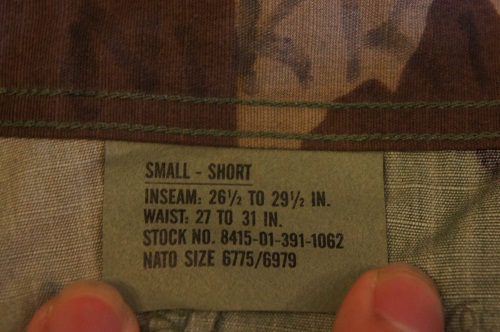 SMALL - SHORT
INSEAM: 26½ TO 29½ IN.
WAIST: 27 TO 31 IN.
STOCK NO. 8415-01-391-1062
NATO SIZE 6775/6979